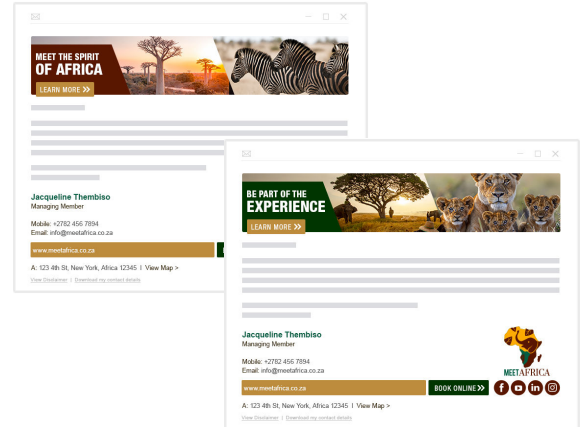 MEET THE SPIRIT
OF AFRICA
LEARN MORE >>
Jacqueline Thembiso
Managing Member
Mobile: +2782 456 7894
Email: info@meetafrica.co.za
www.meetafrica.co.za
A: 123 4th St, New York, Africa 12345 I View Map >
View Disclaimer | Download my contact details
BE PART OF THE
EXPERIENCE
LEARN MORE >>
Jacqueline Thembiso
Managing Member
Mobile: +2782 456 7894
Email: info@meetafrica.co.za
MEETAFRICA
www.meetafrica.co.za
BOOK ONLINE >>
A: 123 4th St, New York, Africa 12345 I View Map >
View Disclaimer | Download my contact details